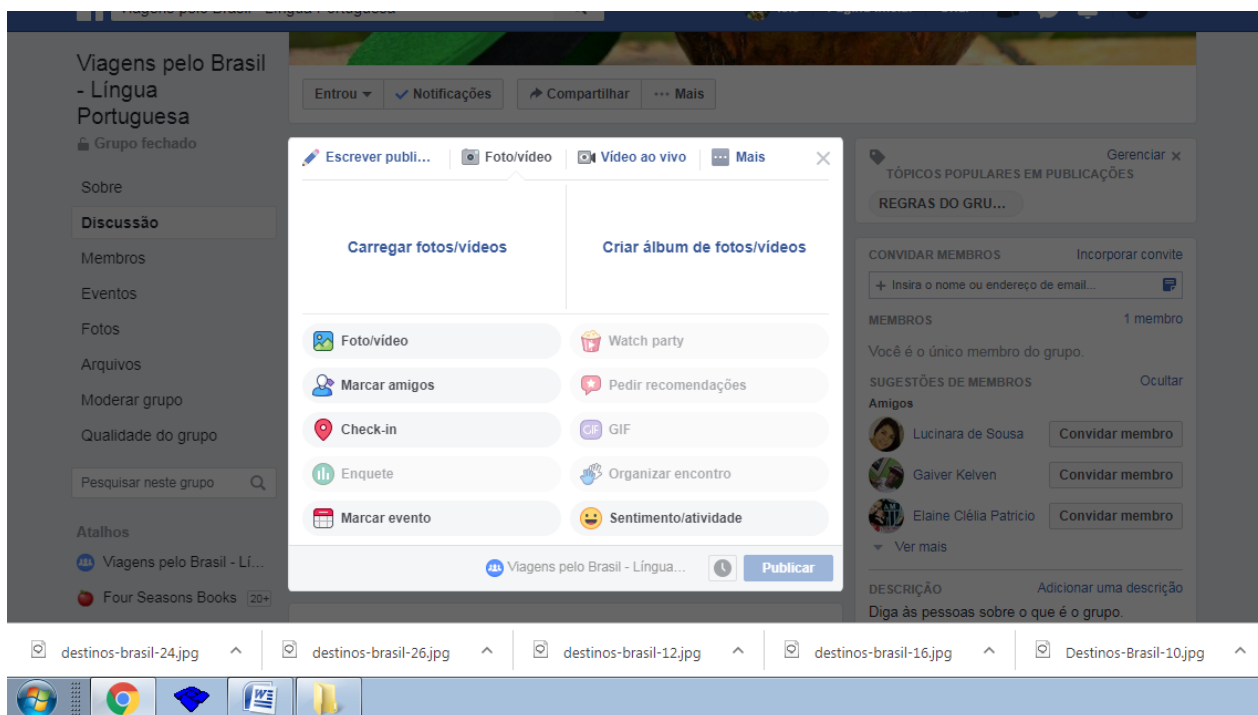 Viagens pelo Brasil - Língua Portuguesa
Viagens pelo Brasil
- Língua
Portuguesa
Grupo fechado
Sobre
Discussão
Membros
Eventos
Fotos
Arquivos
Moderar grupo
Qualidade do grupo
Pesquisar neste grupo
Atalhos
Viagens pelo Brasil - Lí...
Four Seasons Books 20+
Entrou Notificações Compartilhar Mais
Escrever publi... Foto/vídeo Vídeo ao vivo Mais
Carregar fotos/vídeos Criar álbum de fotos/vídeos
Foto/vídeo Watch party
Marcar amigos Pedir recomendações
Check-in GIF GIF
Enquete Organizar encontro
Marcar evento Sentimento/atividade
Viagens pelo Brasil - Língua... Publicar
Gerenciar
TÓPICOS POPULARES EM PUBLICAÇÕES
REGRAS DO GRU...
CONVIDAR MEMBROS Incorporar convite
+ Insira o nome ou endereço de email...
MEMBROS 1 membro
Você é o único membro do grupo.
SUGESTÕES DE MEMBROS Ocultar
Amigos
Lucinara de Sousa Convidar membro
Gaiver Kelven Convidar membro
Elaine Clélia Patricio Convidar membro
Ver mais
DESCRIÇÃO Adicionar uma descrição
Diga às pessoas sobre o que é o grupo.
destinos-brasil-24.jpg destinos-brasil-26.jpg destinos-brasil-12.jpg destinos-brasil-16.jpg Destinos-Brasil-10.jpg